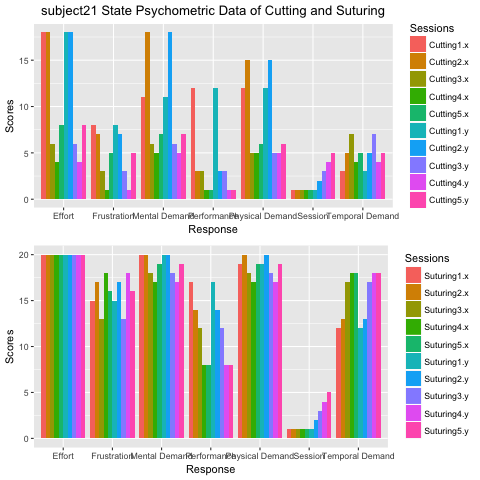 subject21 State Psychometric Data of Cutting and Suturing
Scores
15
10
5
0
Effort Frustration Mental Demand Performance Physical Demand Session Temporal Demand
Response
Sessions
Cutting1.x
Cutting2.x
Cutting3.x
Cutting4.x
Cutting5.x
Cutting1.y
Cutting2.y
Cutting3.y
Cutting4.y
Cutting5.y
Scores
20
15
10
5
0
Effort Frustration Mental Demand Performance Physical Demand Session Temporal Demand
Response
Sessions
Suturing1.x
Suturing2.x
Suturing3.x
Suturing4.x
Suturing5.x
Suturing1.y
Suturing2.y
Suturing3.y
Suturing4.y
Suturing5.y